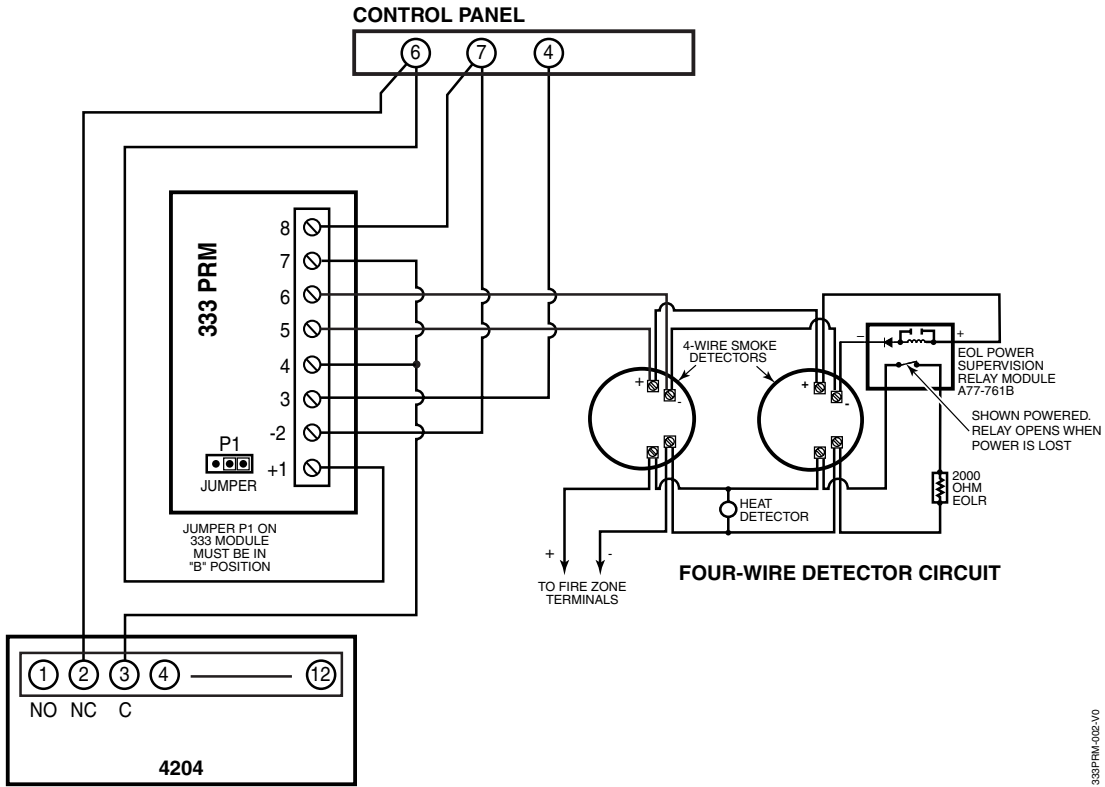 CONTROL PANEL
6 7 4
333 PRM
8
7
6
5
4
3
-2
+1
P1
JUMPER
JUMPER P1 ON
333 MODULE
MUST BE IN
"B" POSITION
4-WIRE SMOKE
DETECTORS
+
-
+
-
– +
EOL POWER
SUPERVISION
RELAY MODULE
A77-761B
SHOWN POWERED.
RELAY OPENS WHEN
POWER IS LOST
2000
OHM
EOLR
HEAT
DETECTOR
+ -
TO FIRE ZONE
TERMINALS
FOUR-WIRE DETECTOR CIRCUIT
1 2 3 4 12
NO NC C
4204
333PRM-002-V0